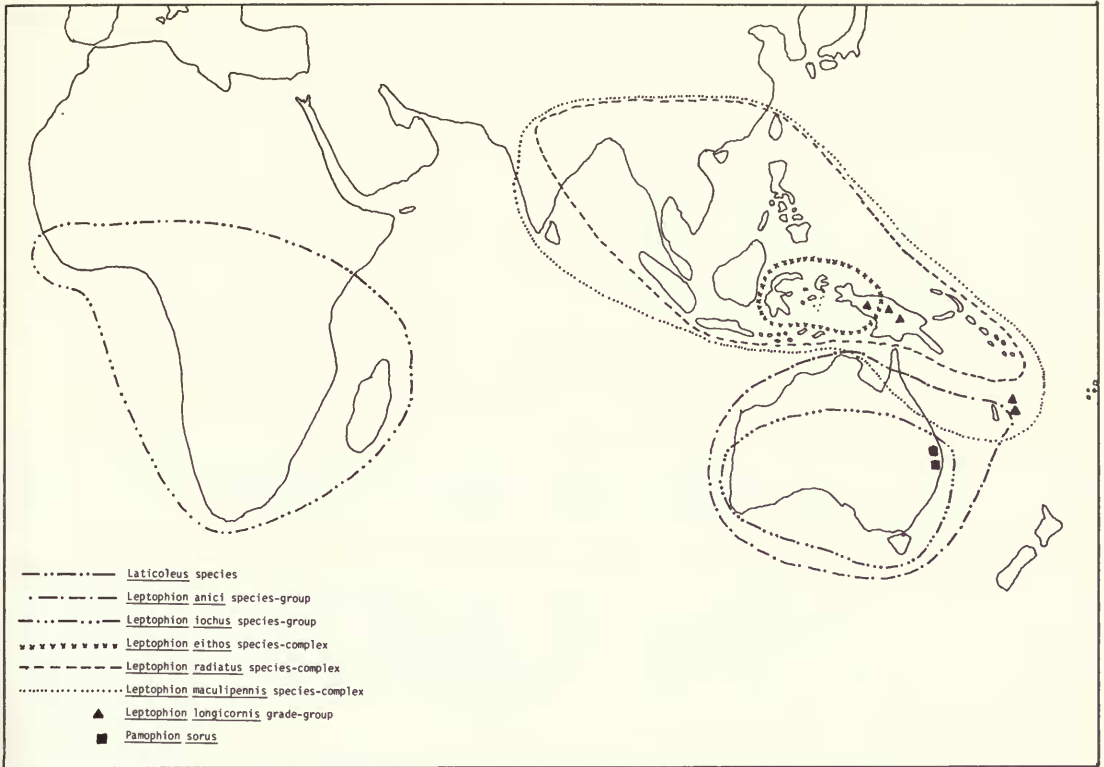 Laticoleus species
Leptophion anici species-group
Leptophion iochus species-group
Leptophion eithos species-complex
Leptophion radiatus species-complex
Leptophion maculipennis species-complex
Leptophion longicornis grade-group
Pamophion sorus